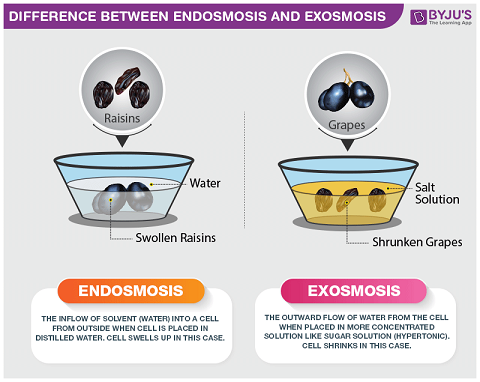 DIFFERENCE BETWEEN ENDOSMOSIS AND EXOSMOSIS
BYJU'S
The Learning App
Raisins
Water
Swollen Raisins
Grapes
Salt
Solution
Shrunken Grapes
ENDOSMOSIS
THE INFLOW OF SOLVENT (WATER) INTO A CELL
FROM OUTSIDE WHEN CELL IS PLACED IN
DISTILLED WATER. CELL SWELLS UP IN THIS CASE.
EXOSMOSIS
THE OUTWARD FLOW OF WATER FROM THE CELL
WHEN PLACED IN MORE CONCENTRATED
SOLUTION LIKE SUGAR SOLUTION (HYPERTONIC).
CELL SHRINKS IN THIS CASE.